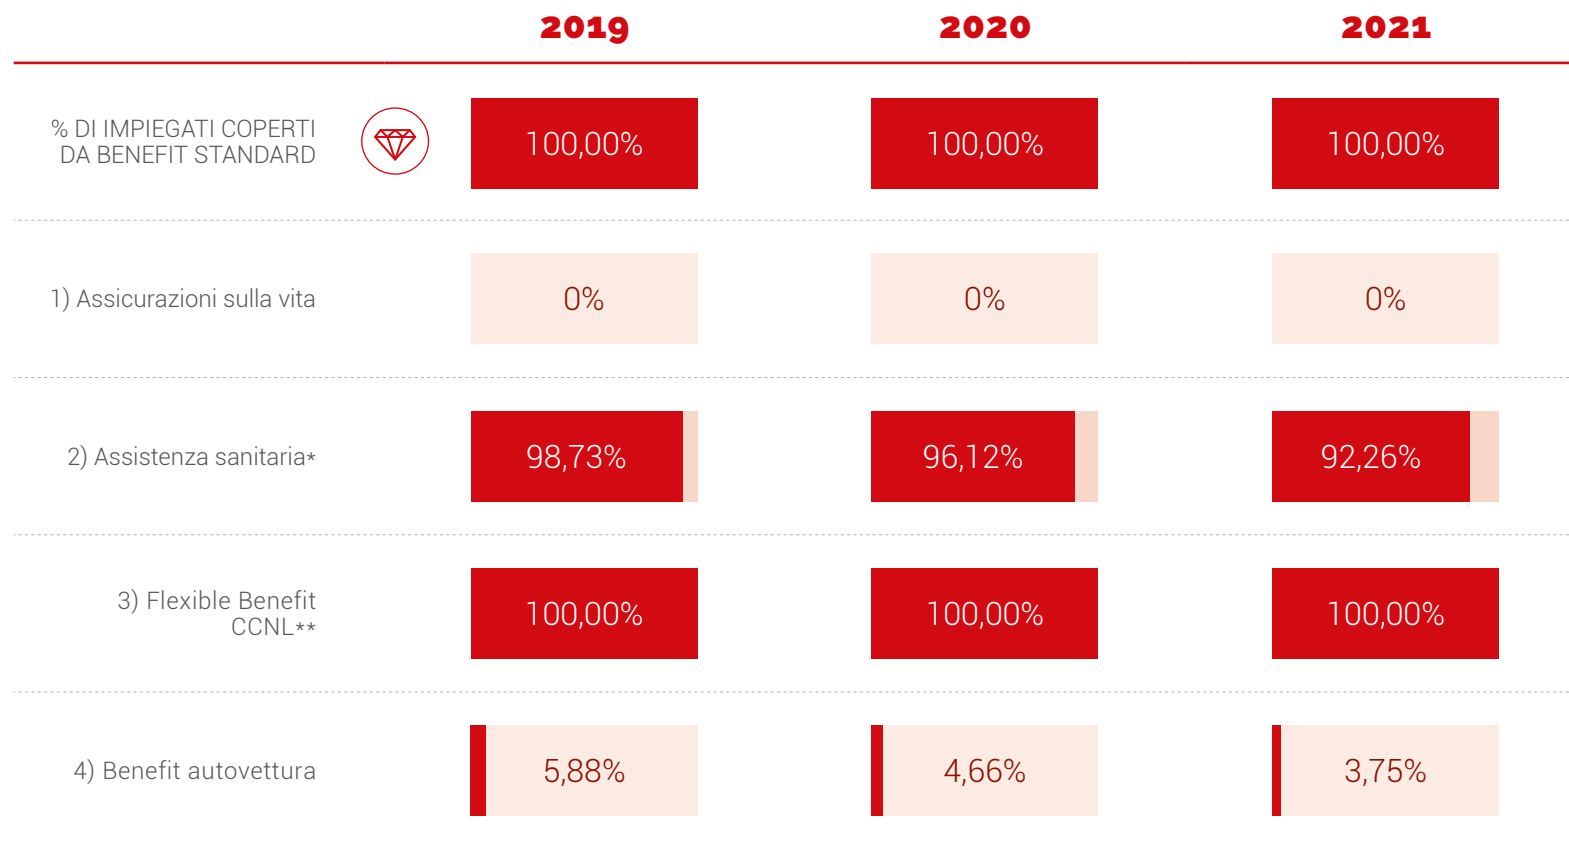 2019 2020 2021
% DI IMPIEGATI COPERTI
DA BENEFIT STANDARD
100,00% 100,00% 100,00%
1) Assicurazioni sulla vita
0% 0% 0%
2) Assistenza sanitaria*
98,73% 96,12% 92,26%
3) Flexible Benefit
CCNL**
100,00% 100,00% 100,00%
4) Benefit autovettura
5,88% 4,66% 3,75%